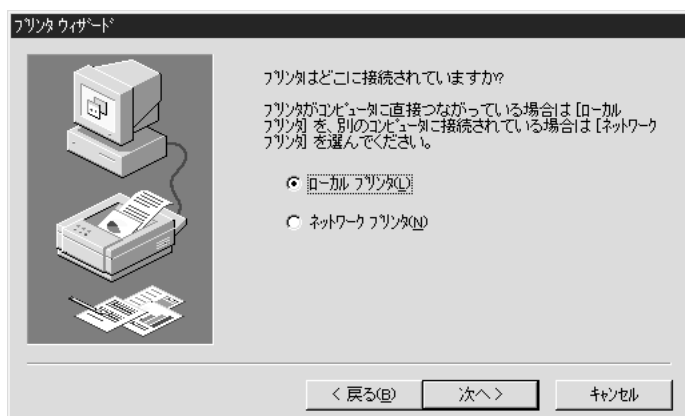 プリンタ ウィザード
プリンタはどこに接続されていますか?
プリンタがコンピュータに直接つながっている場合は [ローカル
プリンタ] を、別のコンピュータに接続されている場合は [ネットワーク
プリンタ] を選んでください。
ローカル プリンタ(L)
ネットワーク プリンタ(N)
< 戻る(B)
次へ >
キャンセル